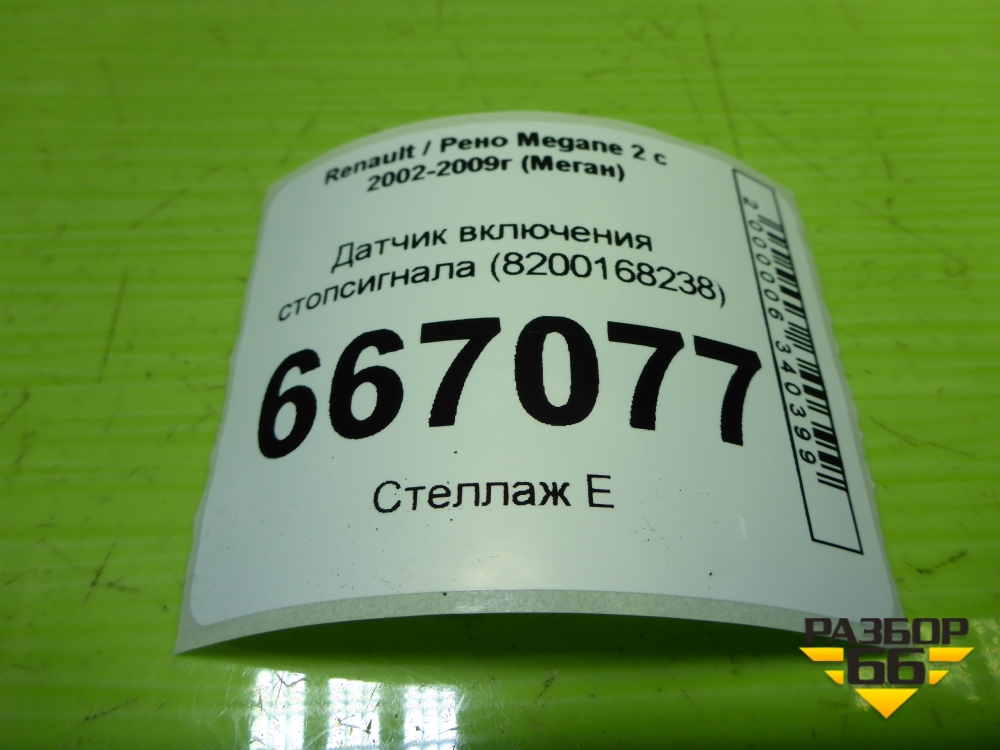 Renault / Рено Megane 2 с
2002-2009г (Меган)
Датчик включения
стопсигнала (8200168238)
667077
Стеллаж Е
2000006340399
РАЗБОР
66